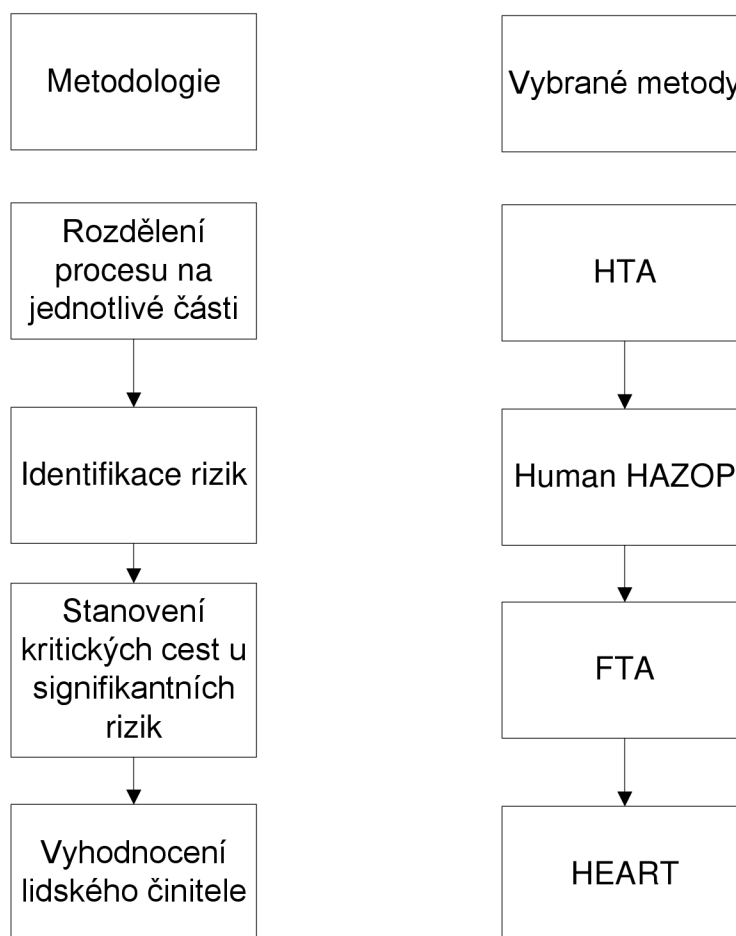 Metodologie
Vybrané metody
Rozdělení
procesu na
jednotlivé části
HTA
Identifikace rizik
Human HAZOP
Stanovení
kritických cest u
signifikantních
rizik
FTA
Vyhodnocení
lidského činitele
HEART